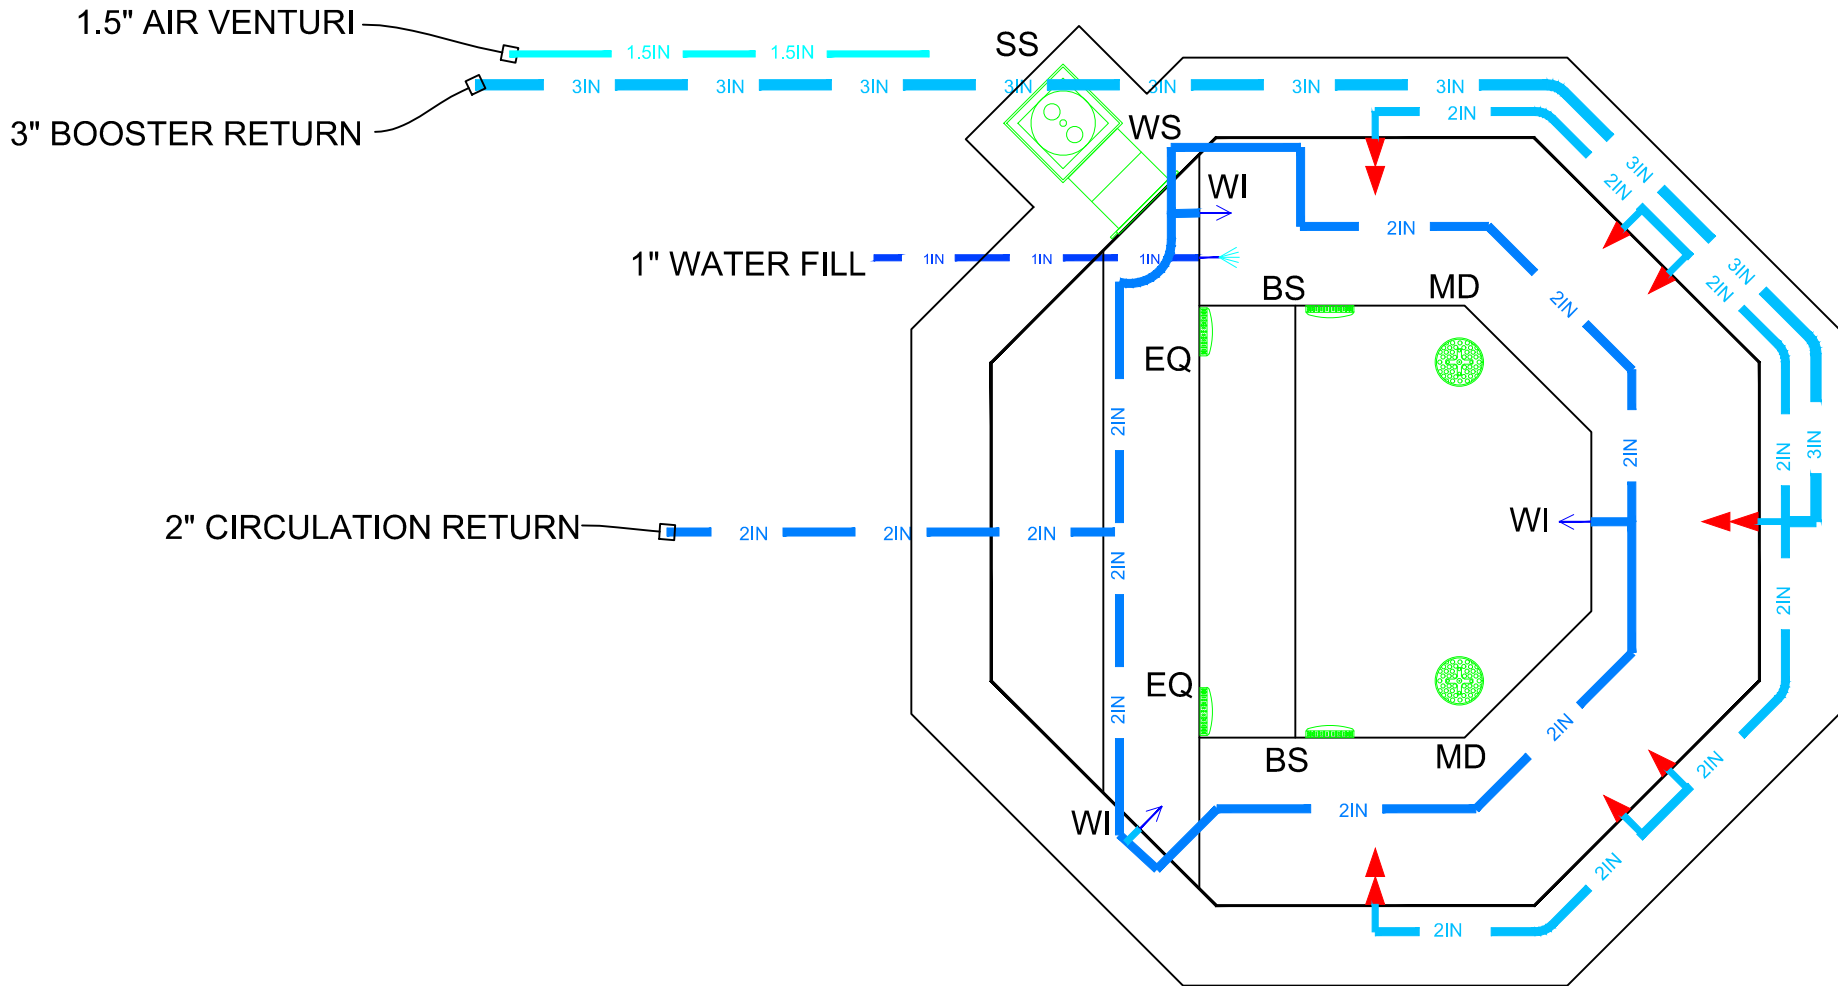 1.5" AIR VENTURI
1.5IN 1.5IN
SS
3IN 3IN 3IN 3IN 3IN 3IN 3IN
3" BOOSTER RETURN
WS
2IN
3IN
2IN
WI
2IN
1" WATER FILL
1IN 1IN 1IN
3IN
2IN
BS
MD
2IN
EQ
2IN
2IN
2IN
3IN
WI
2" CIRCULATION RETURN
2IN 2IN 2IN
2IN
2IN
EQ
2IN
2IN
BS
MD
2IN
WI
2IN
2IN
2IN